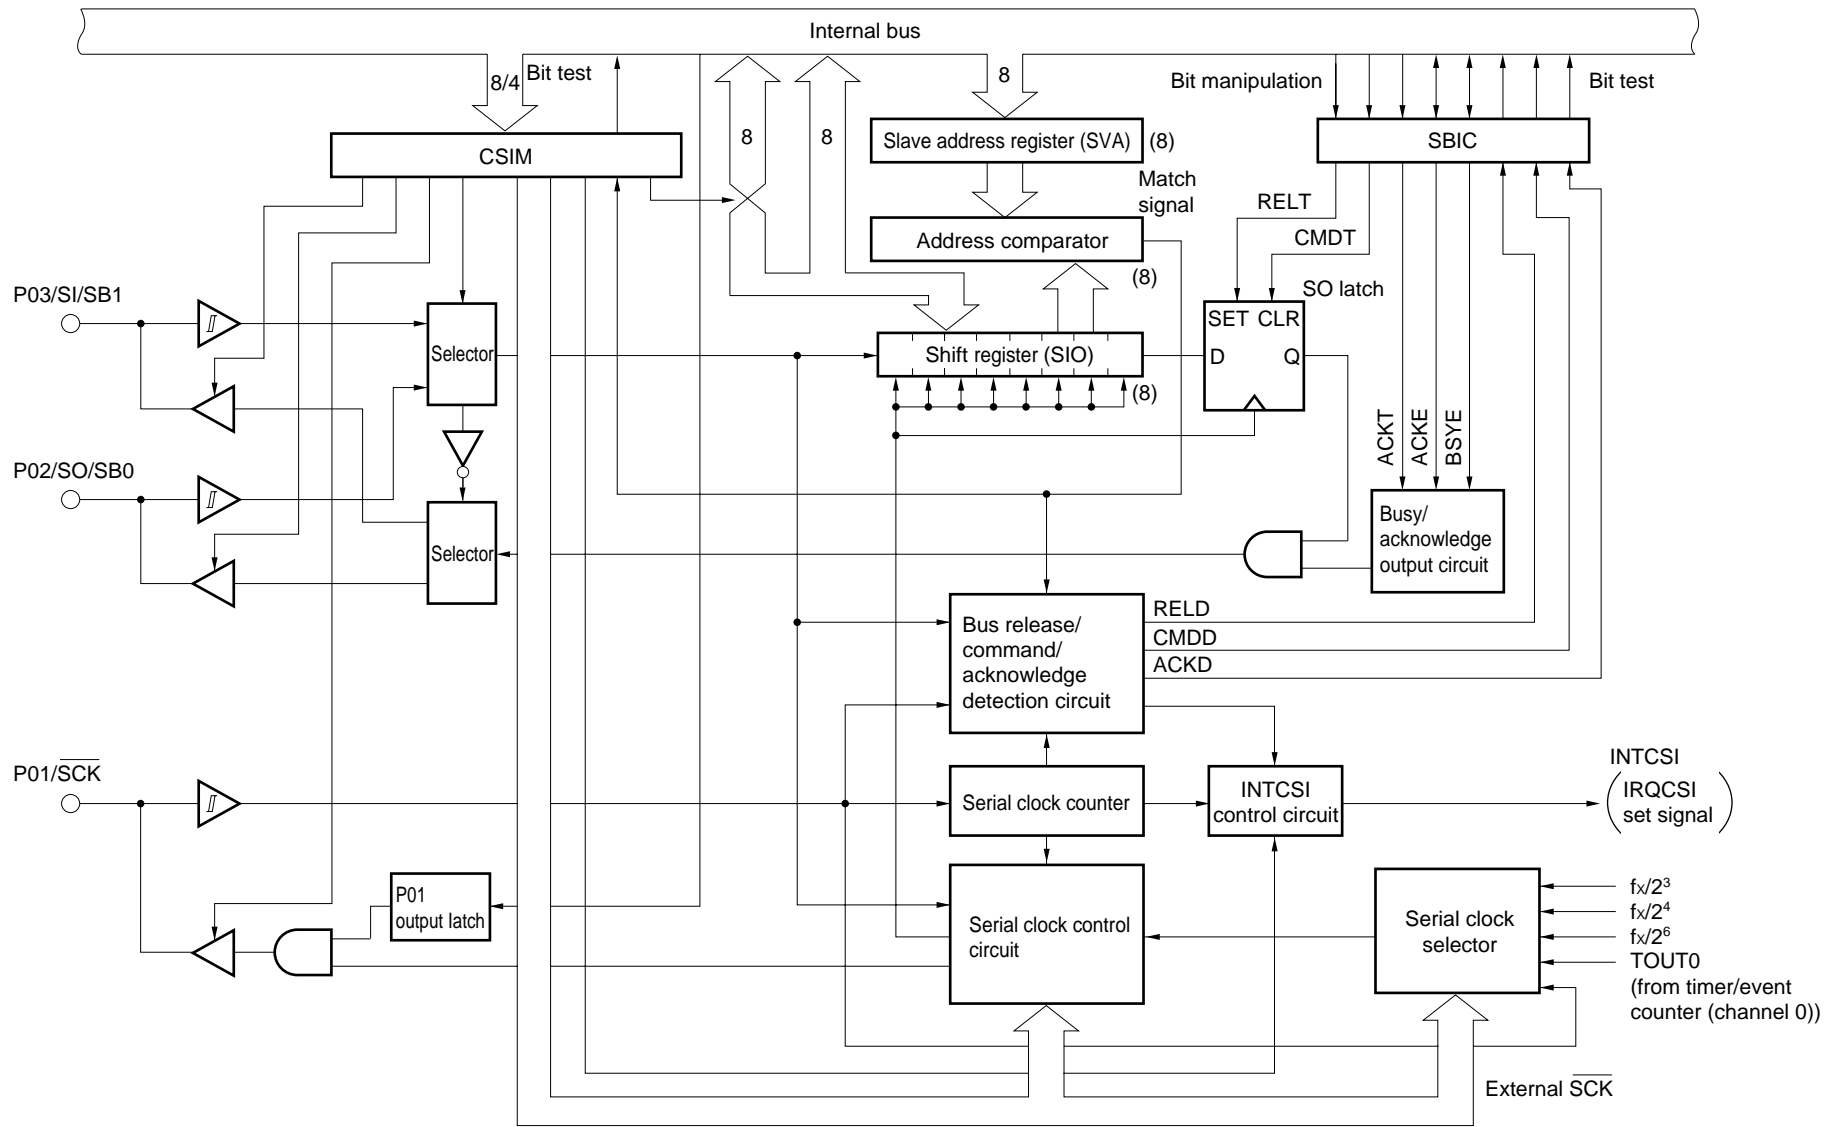 Internal bus
8/4
Bit test
8
8
8
Bit manipulation
Bit test
CSIM
Slave address register (SVA)
(8)
SBIC
Match
signal
RELT
Address comparator
CMDT
(8)
P03/SI/SB1
SO latch
SET CLR
Selector
Shift register (SIO)
D
Q
(8)
ACKT
ACKE
BSYE
P02/SO/SB0
Selector
Busy/
acknowledge
output circuit
Bus release/
command/
acknowledge
detection circuit
RELD
CMDD
ACKD
P01/SCK
Serial clock counter
INTCSI
control circuit
INTCSI
IRQCSI
set signal
P01
output latch
Serial clock control
circuit
Serial clock
selector
fX/2³
fX/2⁴
fX/2⁶
TOUT0
(from timer/event
counter (channel 0))
External SCK